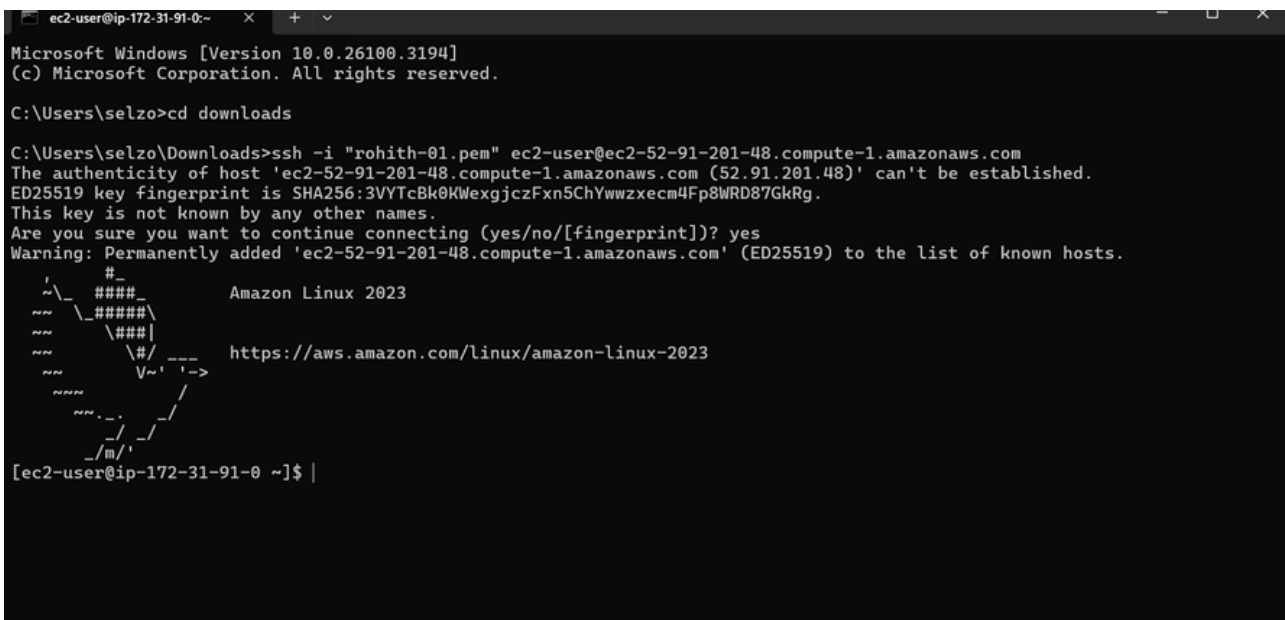 ec2-user@ip-172-31-91-0:~
Microsoft Windows [Version 10.0.26100.3194]
(c) Microsoft Corporation. All rights reserved.
C:\Users\selzo>cd downloads
C:\Users\selzo\Downloads>ssh -i "rohith-01.pem" ec2-user@ec2-52-91-201-48.compute-1.amazonaws.com
The authenticity of host 'ec2-52-91-201-48.compute-1.amazonaws.com (52.91.201.48)' can't be established.
ED25519 key fingerprint is SHA256:3VYTcBk0KWexgjczFxn5ChYwwzxecm4Fp8WRD87GkRg.
This key is not known by any other names.
Are you sure you want to continue connecting (yes/no/[fingerprint])? yes
Warning: Permanently added 'ec2-52-91-201-48.compute-1.amazonaws.com' (ED25519) to the list of known hosts.
   ,     #_
   ~\_  ####_        Amazon Linux 2023
  ~~  \_#####\
  ~~     \###|
  ~~       \#/ ___   https://aws.amazon.com/linux/amazon-linux-2023
   ~~       V~' '->
    ~~~         /
      ~~._.   _/
         _/ _/
       _/m/'
[ec2-user@ip-172-31-91-0 ~]$